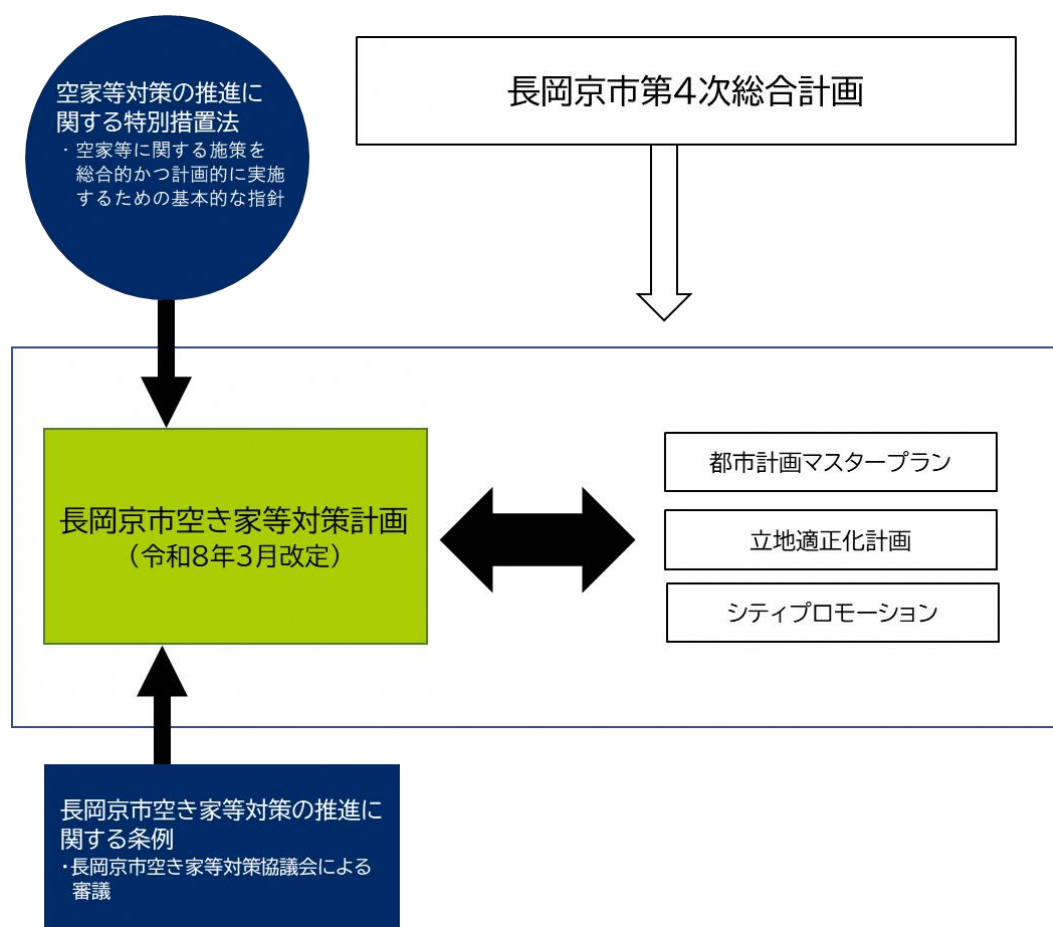 空家等対策の推進に
関する特別措置法
・空家等に関する施策を
総合的かつ計画的に実施
するための基本的な指針
長岡京市第4次総合計画
長岡京市空き家等対策計画
（令和8年3月改定）
都市計画マスタープラン
立地適正化計画
シティプロモーション
長岡京市空き家等対策の推進に
関する条例
・長岡京市空き家等対策協議会による
審議